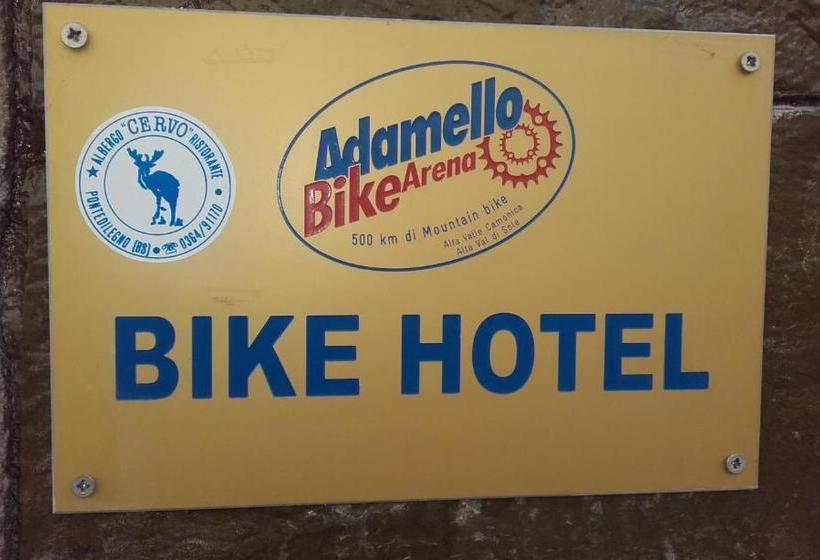 ★ ALBERGO "CERVO" RISTORANTE •
PONTEDILEGNO (BS) • ☎ 0364/91170
Adamello
Bike Arena
500 km di Mountain bike
Alta Valle Camonica
Alta Val di Sole
BIKE HOTEL